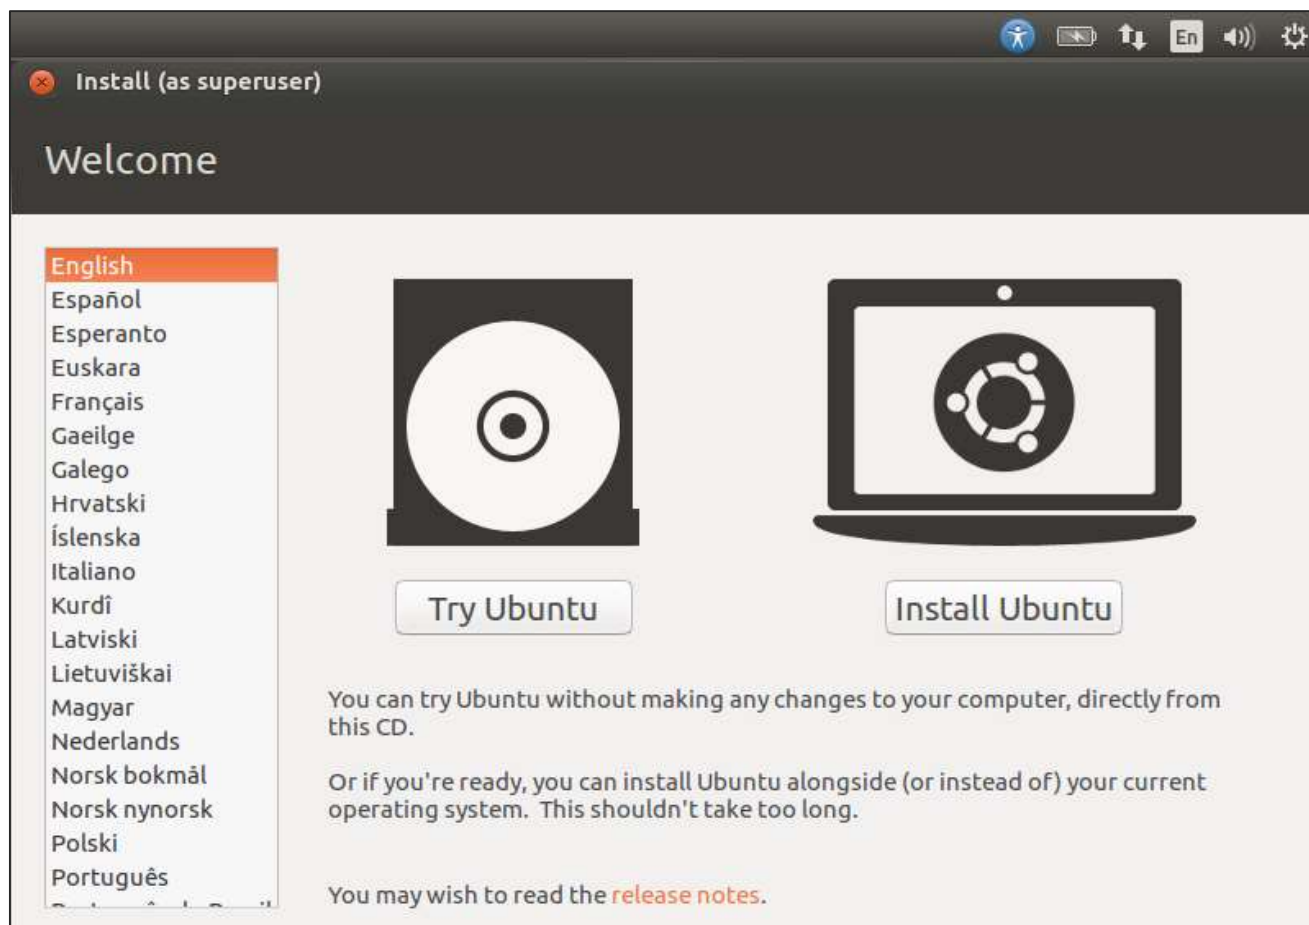 En
Install (as superuser)
Welcome
English
Español
Esperanto
Euskara
Français
Gaeilge
Galego
Hrvatski
Íslenska
Italiano
Kurdî
Latviski
Lietuviškai
Magyar
Nederlands
Norsk bokmål
Norsk nynorsk
Polski
Português
Try Ubuntu
Install Ubuntu
You can try Ubuntu without making any changes to your computer, directly from
this CD.
Or if you're ready, you can install Ubuntu alongside (or instead of) your current
operating system.  This shouldn't take too long.
You may wish to read the release notes.